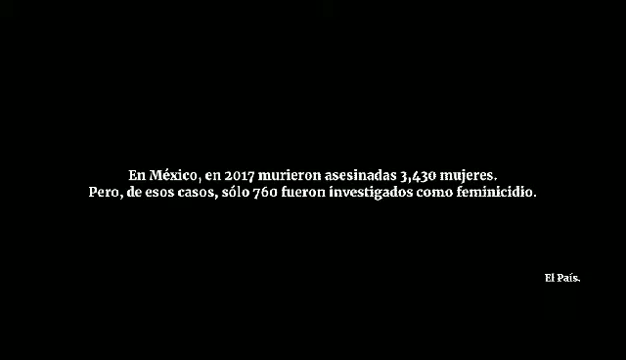 En México, en 2017 murieron asesinadas 3,430 mujeres.
Pero, de esos casos, sólo 760 fueron investigados como feminicidio.
El País.